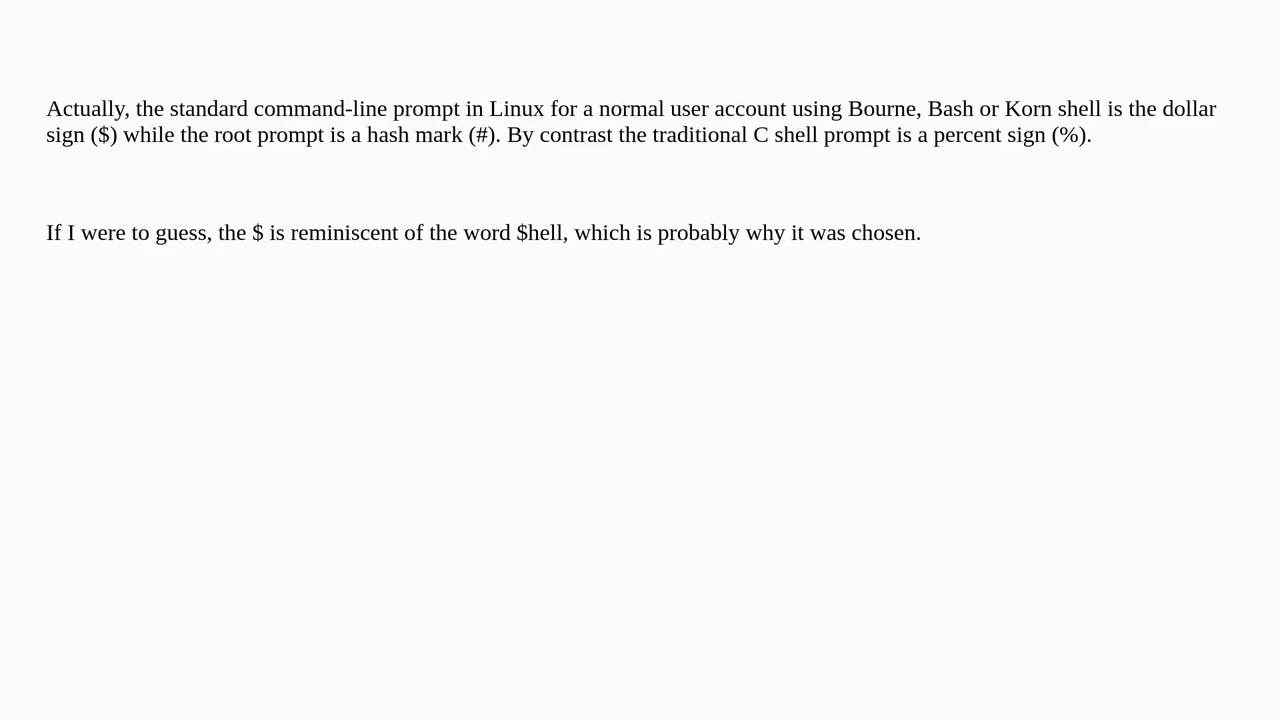 Actually, the standard command-line prompt in Linux for a normal user account using Bourne, Bash or Korn shell is the dollar
sign ($) while the root prompt is a hash mark (#). By contrast the traditional C shell prompt is a percent sign (%).
If I were to guess, the $ is reminiscent of the word $hell, which is probably why it was chosen.